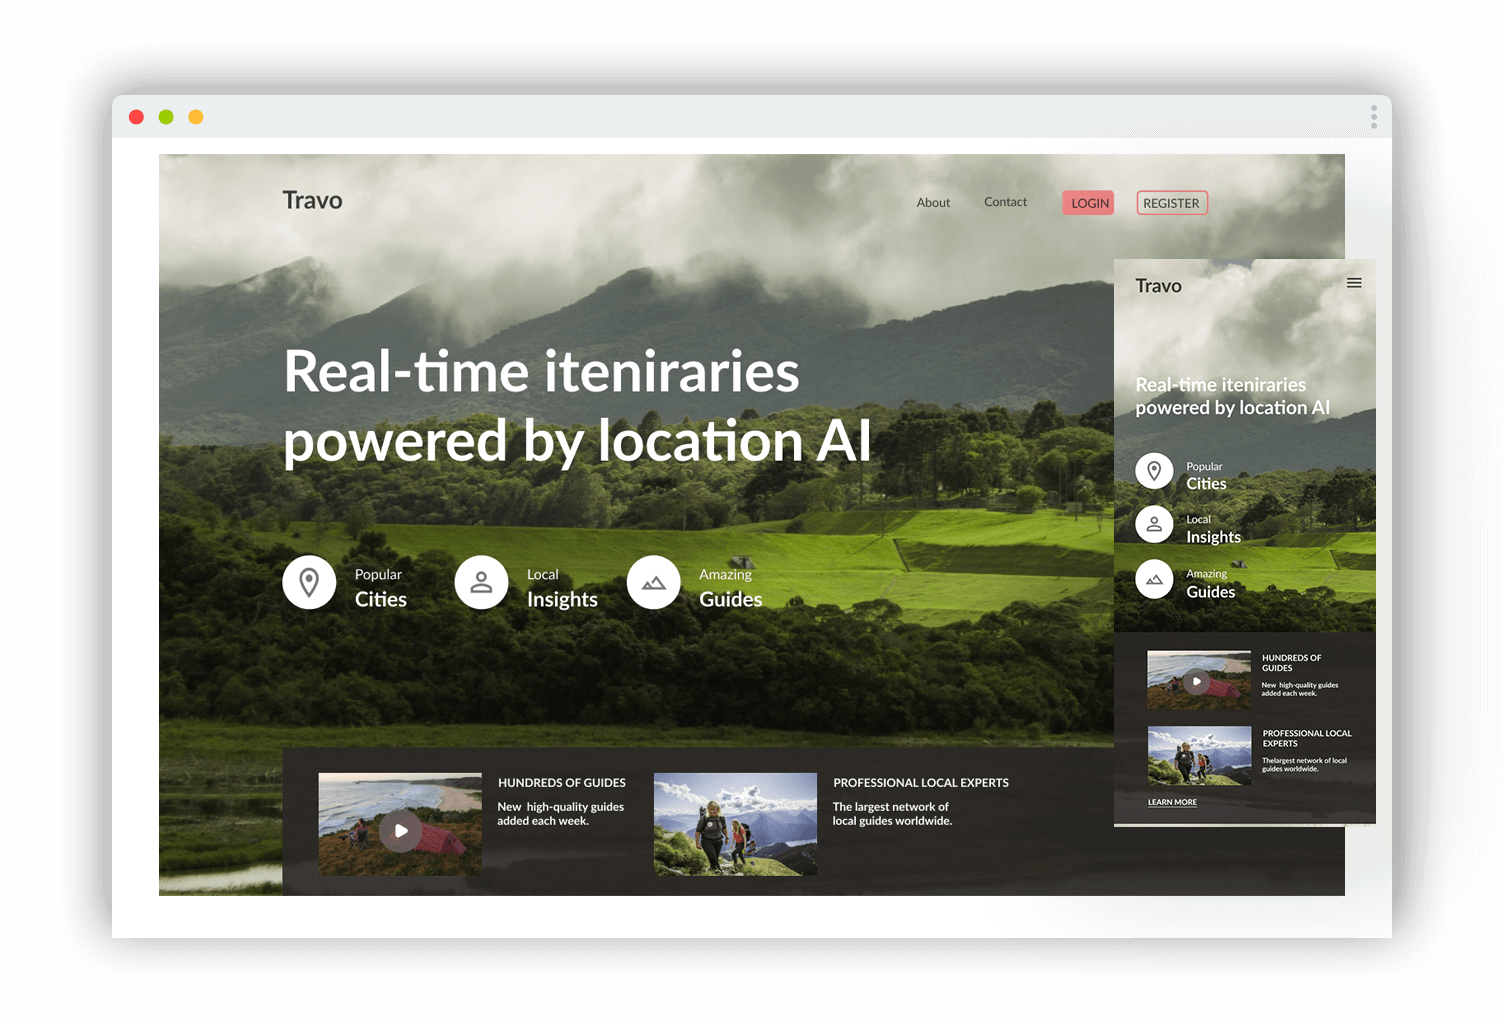 Travo
About
Contact
LOGIN
REGISTER
Real-time iteniraries
powered by location AI
Popular
Cities
Local
Insights
Amazing
Guides
HUNDREDS OF GUIDES
New high-quality guides
added each week.
PROFESSIONAL LOCAL EXPERTS
The largest network of
local guides worldwide.
Travo
Real-time iteniraries
powered by location AI
Popular
Cities
Local
Insights
Amazing
Guides
HUNDREDS OF
GUIDES
New high-quality guides
added each week.
PROFESSIONAL LOCAL
EXPERTS
Thelargest network of local
guides worldwide.
LEARN MORE